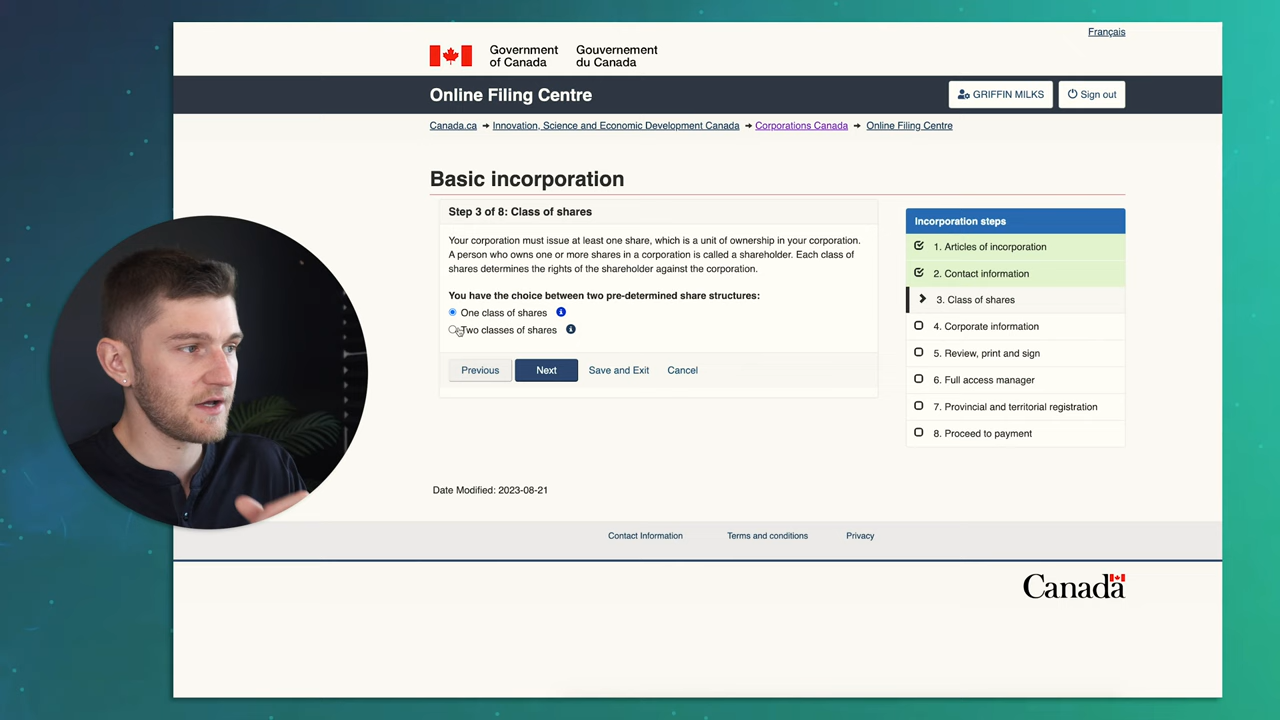 Français
Government of Canada
Gouvernement du Canada
Online Filing Centre
GRIFFIN MILKS
Sign out
Canada.ca → Innovation, Science and Economic Development Canada → Corporations Canada → Online Filing Centre
Basic incorporation
Step 3 of 8: Class of shares
Your corporation must issue at least one share, which is a unit of ownership in your corporation.
A person who owns one or more shares in a corporation is called a shareholder. Each class of
shares determines the rights of the shareholder against the corporation.
You have the choice between two pre-determined share structures:
One class of shares
Two classes of shares
Previous
Next
Save and Exit
Cancel
Incorporation steps
1. Articles of incorporation
2. Contact information
3. Class of shares
4. Corporate information
5. Review, print and sign
6. Full access manager
7. Provincial and territorial registration
8. Proceed to payment
Date Modified: 2023-08-21
Contact Information
Terms and conditions
Privacy
Canada